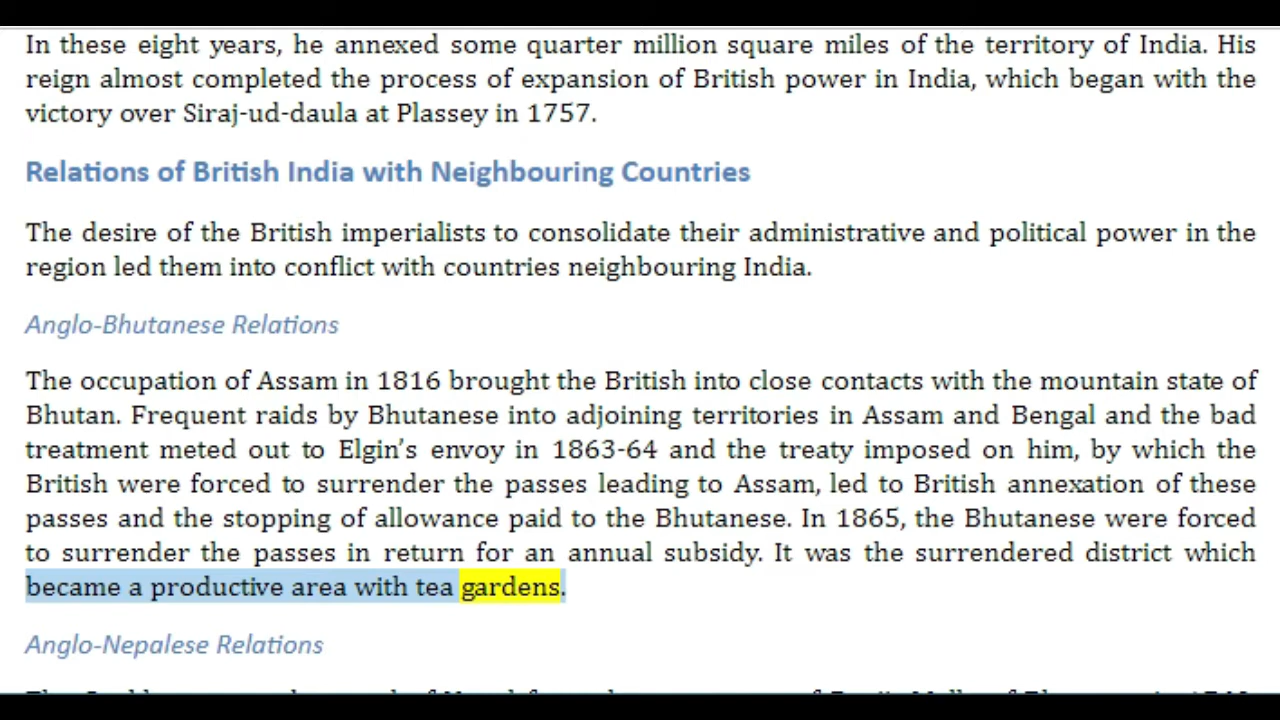 In these eight years, he annexed some quarter million square miles of the territory of India. His
reign almost completed the process of expansion of British power in India, which began with the
victory over Siraj-ud-daula at Plassey in 1757.
Relations of British India with Neighbouring Countries
The desire of the British imperialists to consolidate their administrative and political power in the
region led them into conflict with countries neighbouring India.
Anglo-Bhutanese Relations
The occupation of Assam in 1816 brought the British into close contacts with the mountain state of
Bhutan. Frequent raids by Bhutanese into adjoining territories in Assam and Bengal and the bad
treatment meted out to Elgin’s envoy in 1863-64 and the treaty imposed on him, by which the
British were forced to surrender the passes leading to Assam, led to British annexation of these
passes and the stopping of allowance paid to the Bhutanese. In 1865, the Bhutanese were forced
to surrender the passes in return for an annual subsidy. It was the surrendered district which
became a productive area with tea gardens.
Anglo-Nepalese Relations